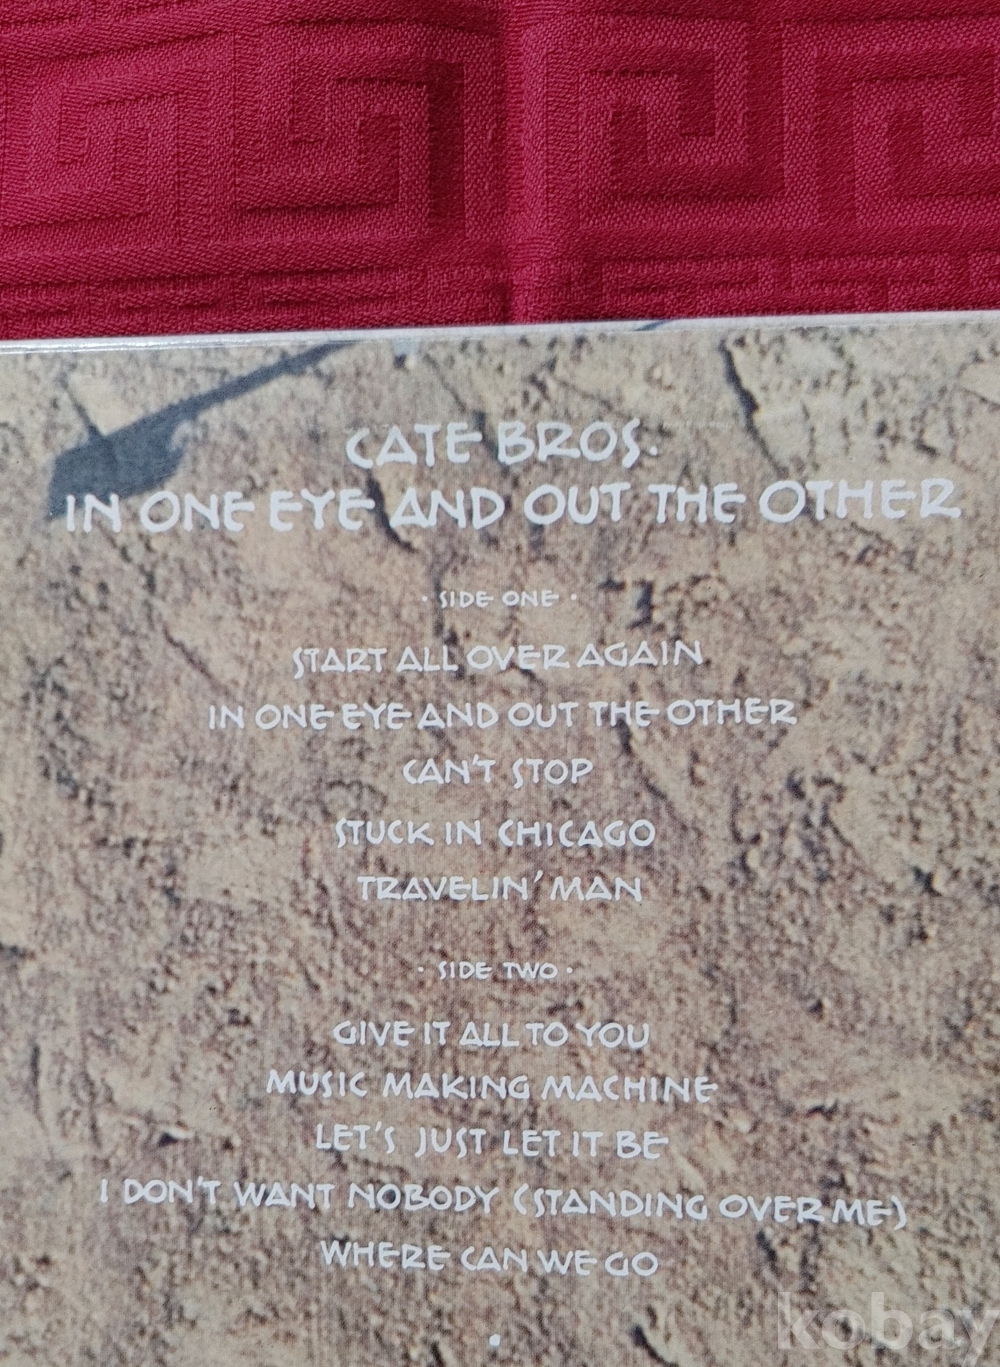 CATE BROS.
IN ONE EYE AND OUT THE OTHER
· SIDE ONE ·
START ALL OVER AGAIN
IN ONE EYE AND OUT THE OTHER
CAN'T STOP
STUCK IN CHICAGO
TRAVELIN' MAN
· SIDE TWO ·
GIVE IT ALL TO YOU
MUSIC MAKING MACHINE
LET'S JUST LET IT BE
I DON'T WANT NOBODY (STANDING OVER ME)
WHERE CAN WE GO
kobay